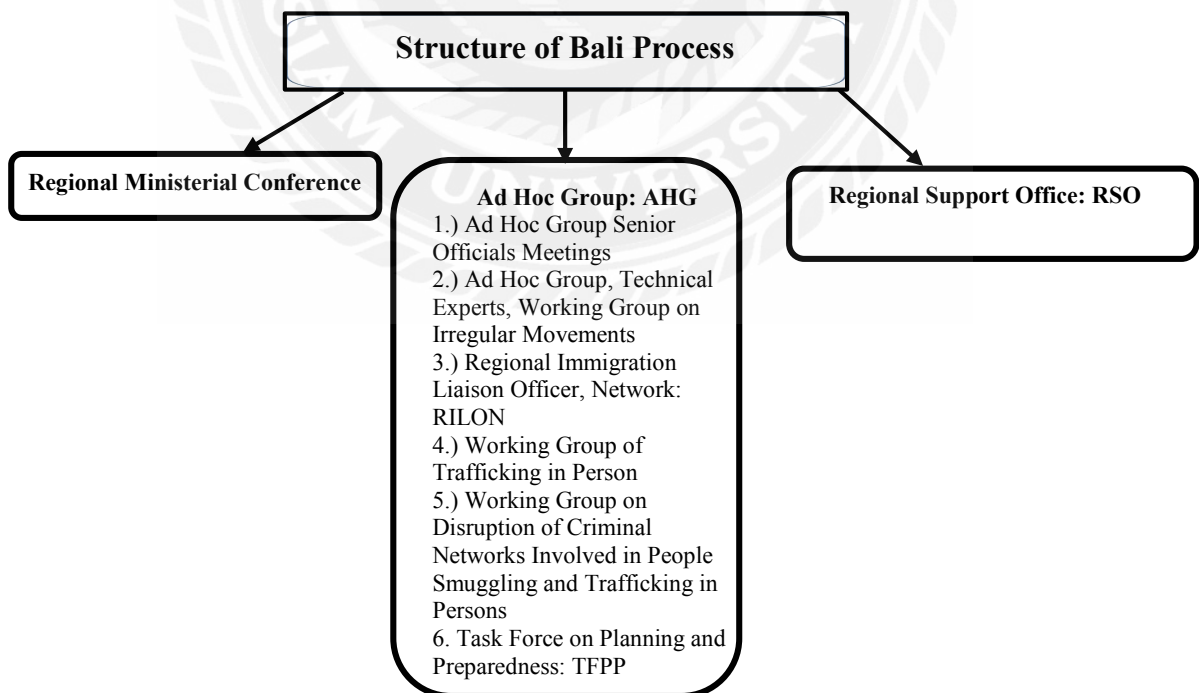 Structure of Bali Process
Regional Ministerial Conference
Ad Hoc Group: AHG
1.) Ad Hoc Group Senior
Officials Meetings
2.) Ad Hoc Group, Technical
Experts, Working Group on
Irregular Movements
3.) Regional Immigration
Liaison Officer, Network:
RILON
4.) Working Group of
Trafficking in Person
5.) Working Group on
Disruption of Criminal
Networks Involved in People
Smuggling and Trafficking in
Persons
6. Task Force on Planning and
Preparedness: TFPP
Regional Support Office: RSO
SIAM UNIVERSITY